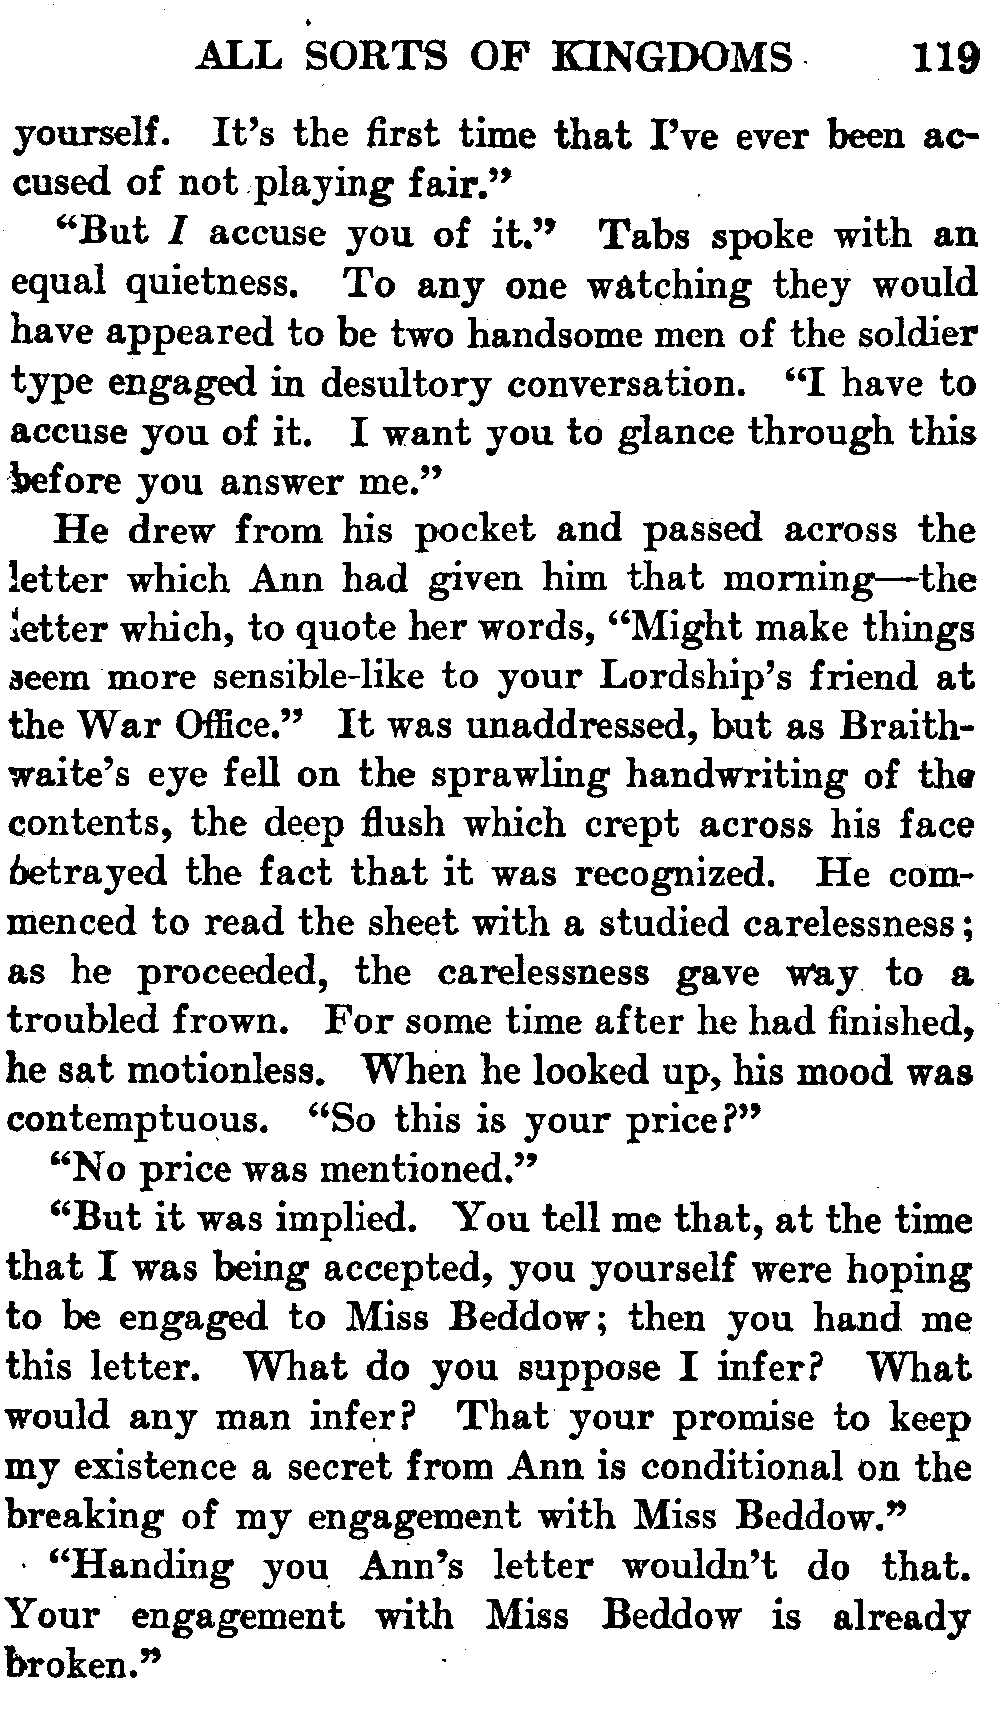 ALL SORTS OF KINGDOMS 119
yourself. It's the first time that I've ever been ac-
cused of not playing fair."
"But I accuse you of it." Tabs spoke with an
equal quietness. To any one watching they would
have appeared to be two handsome men of the soldier
type engaged in desultory conversation. "I have to
accuse you of it. I want you to glance through this
before you answer me."
He drew from his pocket and passed across the
letter which Ann had given him that morning—the
letter which, to quote her words, "Might make things
seem more sensible-like to your Lordship's friend at
the War Office." It was unaddressed, but as Braith-
waite's eye fell on the sprawling handwriting of the
contents, the deep flush which crept across his face
betrayed the fact that it was recognized. He com-
menced to read the sheet with a studied carelessness;
as he proceeded, the carelessness gave way to a
troubled frown. For some time after he had finished,
he sat motionless. When he looked up, his mood was
contemptuous. "So this is your price?"
"No price was mentioned."
"But it was implied. You tell me that, at the time
that I was being accepted, you yourself were hoping
to be engaged to Miss Beddow; then you hand me
this letter. What do you suppose I infer? What
would any man infer? That your promise to keep
my existence a secret from Ann is conditional on the
breaking of my engagement with Miss Beddow."
"Handing you Ann's letter wouldn't do that.
Your engagement with Miss Beddow is already
broken."